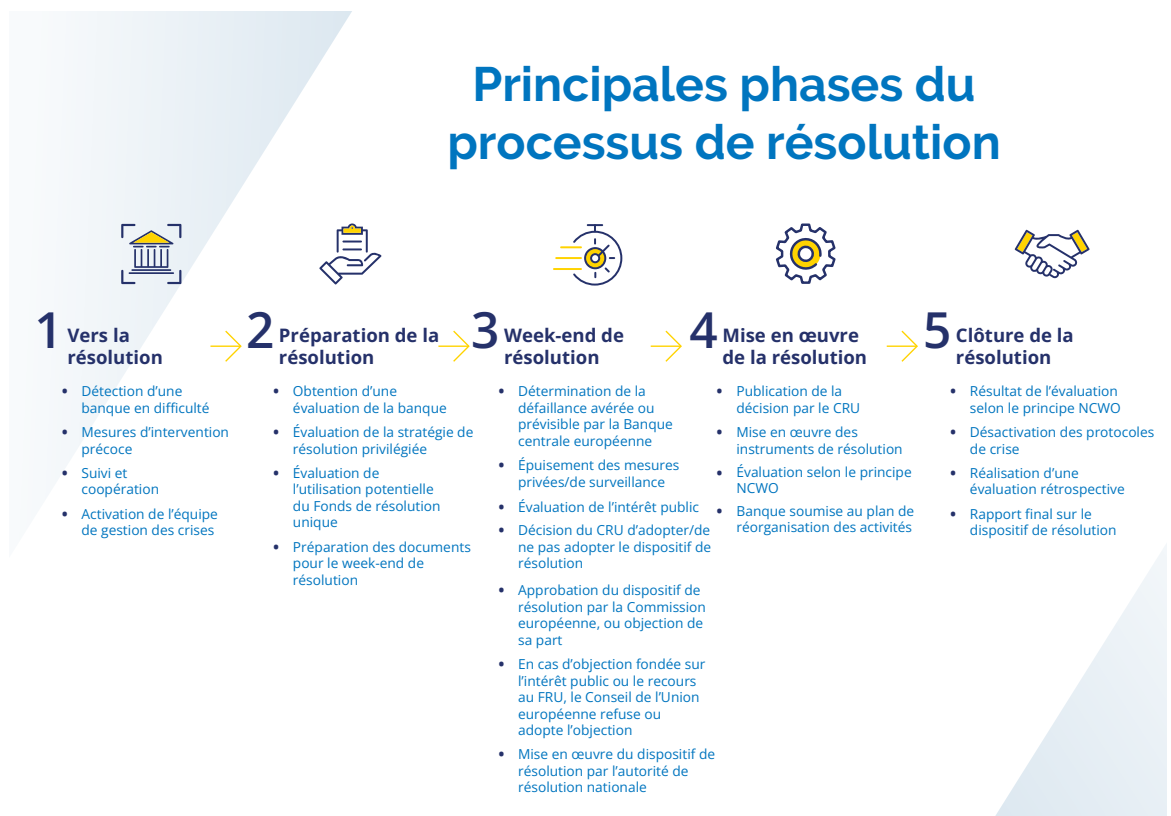 Principales phases du
processus de résolution
1 Vers la
résolution
• Détection d’une
banque en difficulté
• Mesures d’intervention
précoce
• Suivi et
coopération
• Activation de l’équipe
de gestion des crises
2 Préparation de la
résolution
• Obtention d’une
évaluation de la banque
• Évaluation de la stratégie de
résolution privilégiée
• Évaluation de
l’utilisation potentielle
du Fonds de résolution
unique
• Préparation des documents
pour le week-end de
résolution
3 Week-end de
résolution
• Détermination de la
défaillance avérée ou
prévisible par la Banque
centrale européenne
• Épuisement des mesures
privées/de surveillance
• Évaluation de l’intérêt public
• Décision du CRU d’adopter/de
ne pas adopter le dispositif de
résolution
• Approbation du dispositif de
résolution par la Commission
européenne, ou objection de
sa part
• En cas d’objection fondée sur
l’intérêt public ou le recours
au FRU, le Conseil de l’Union
européenne refuse ou
adopte l’objection
• Mise en œuvre du dispositif de
résolution par l’autorité de
résolution nationale
4 Mise en œuvre
de la résolution
• Publication de la
décision par le CRU
• Mise en œuvre des
instruments de résolution
• Évaluation selon le principe
NCWO
• Banque soumise au plan de
réorganisation des activités
5 Clôture de la
résolution
• Résultat de l’évaluation
selon le principe NCWO
• Désactivation des protocoles
de crise
• Réalisation d’une
évaluation rétrospective
• Rapport final sur le
dispositif de résolution